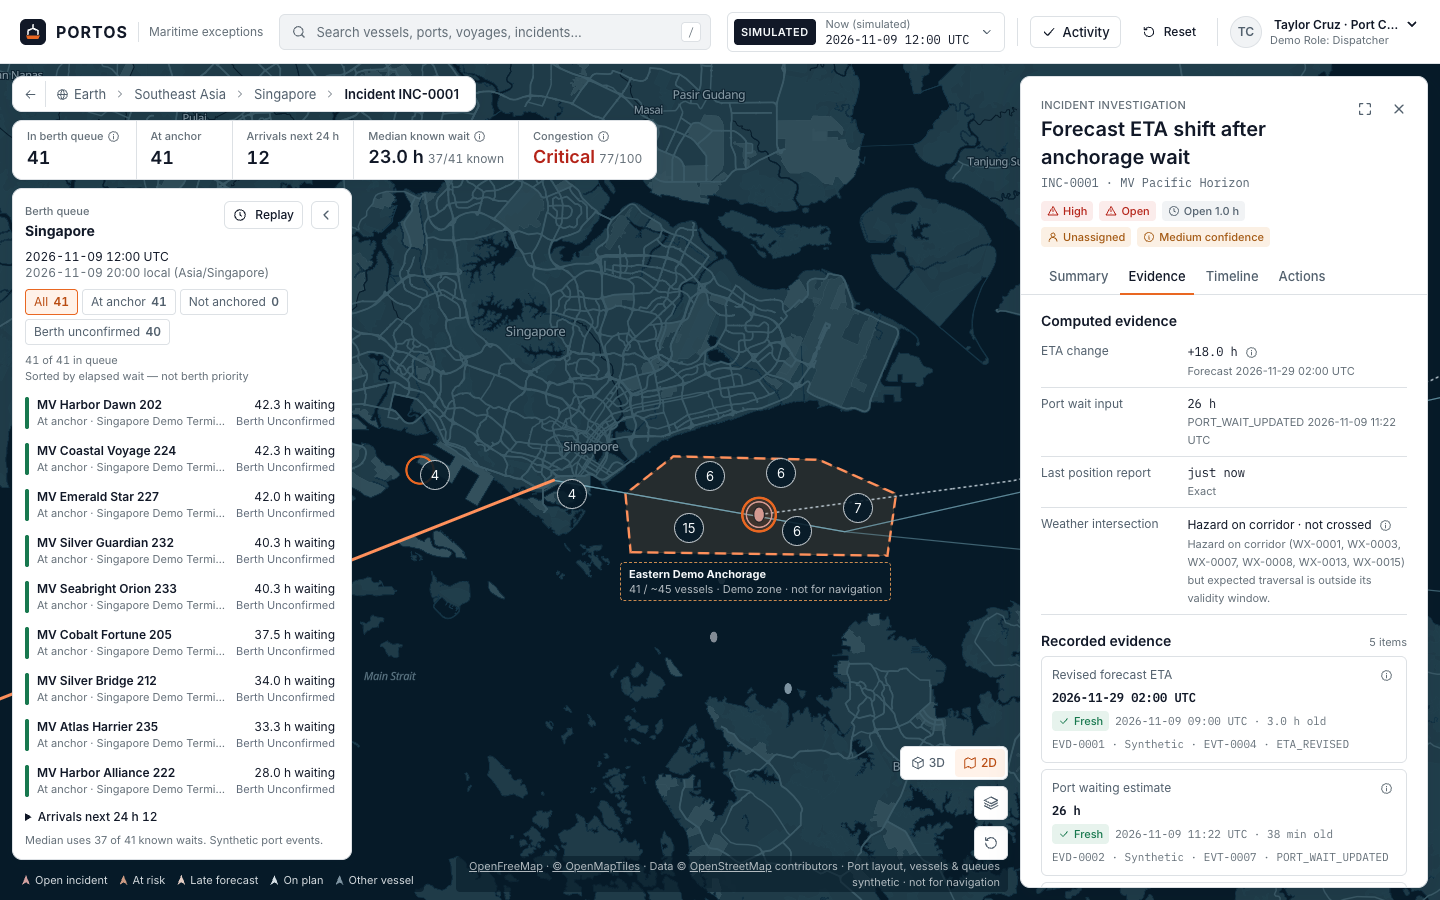 PORTOS
Maritime exceptions
Search vessels, ports, voyages, incidents...
/
SIMULATED
Now (simulated)
2026-11-09 12:00 UTC
Activity
Reset
TC
Taylor Cruz · Port C...
Demo Role: Dispatcher
Earth
Southeast Asia
Singapore
Incident INC-0001
In berth queue
41
At anchor
41
Arrivals next 24 h
12
Median known wait
23.0 h 37/41 known
Congestion
Critical 77/100
Berth queue
Singapore
Replay
2026-11-09 12:00 UTC
2026-11-09 20:00 local (Asia/Singapore)
All 41
At anchor 41
Not anchored 0
Berth unconfirmed 40
41 of 41 in queue
Sorted by elapsed wait — not berth priority
MV Harbor Dawn 202 42.3 h waiting
At anchor · Singapore Demo Termi... Berth Unconfirmed
MV Coastal Voyage 224 42.3 h waiting
At anchor · Singapore Demo Termi... Berth Unconfirmed
MV Emerald Star 227 42.0 h waiting
At anchor · Singapore Demo Termi... Berth Unconfirmed
MV Silver Guardian 232 40.3 h waiting
At anchor · Singapore Demo Termi... Berth Unconfirmed
MV Seabright Orion 233 40.3 h waiting
At anchor · Singapore Demo Termi... Berth Unconfirmed
MV Cobalt Fortune 205 37.5 h waiting
At anchor · Singapore Demo Termi... Berth Unconfirmed
MV Silver Bridge 212 34.0 h waiting
At anchor · Singapore Demo Termi... Berth Unconfirmed
MV Atlas Harrier 235 33.3 h waiting
At anchor · Singapore Demo Termi... Berth Unconfirmed
MV Harbor Alliance 222 28.0 h waiting
At anchor · Singapore Demo Termi... Berth Unconfirmed
Arrivals next 24 h 12
Median uses 37 of 41 known waits. Synthetic port events.
Open incident
At risk
Late forecast
On plan
Other vessel
Pasir Gudang
Masai
Singapore
Singapore
Main Strait
4
4
6
6
7
15
6
Eastern Demo Anchorage
41 / ~45 vessels · Demo zone · not for navigation
3D
2D
OpenFreeMap · © OpenMapTiles · Data © OpenStreetMap contributors · Port layout, vessels & queues
synthetic · not for navigation
INCIDENT INVESTIGATION
Forecast ETA shift after
anchorage wait
INC-0001 · MV Pacific Horizon
High
Open
Open 1.0 h
Unassigned
Medium confidence
Summary
Evidence
Timeline
Actions
Computed evidence
ETA change
+18.0 h
Forecast 2026-11-29 02:00 UTC
Port wait input
26 h
PORT_WAIT_UPDATED 2026-11-09 11:22
UTC
Last position report
just now
Exact
Weather intersection
Hazard on corridor · not crossed
Hazard on corridor (WX-0001, WX-0003,
WX-0007, WX-0008, WX-0013, WX-0015)
but expected traversal is outside its
validity window.
Recorded evidence
5 items
Revised forecast ETA
2026-11-29 02:00 UTC
Fresh 2026-11-09 09:00 UTC · 3.0 h old
EVD-0001 · Synthetic · EVT-0004 · ETA_REVISED
Port waiting estimate
26 h
Fresh 2026-11-09 11:22 UTC · 38 min old
EVD-0002 · Synthetic · EVT-0007 · PORT_WAIT_UPDATED